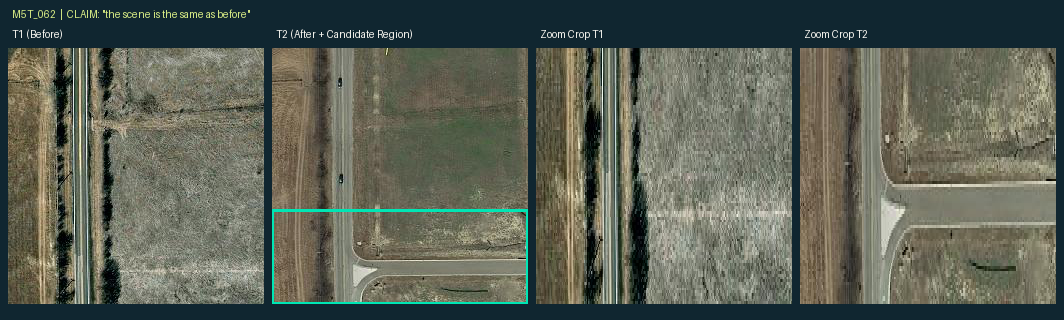 M5T_062 | CLAIM: "the scene is the same as before"
T1 (Before)
T2 (After + Candidate Region)
Zoom Crop T1
Zoom Crop T2